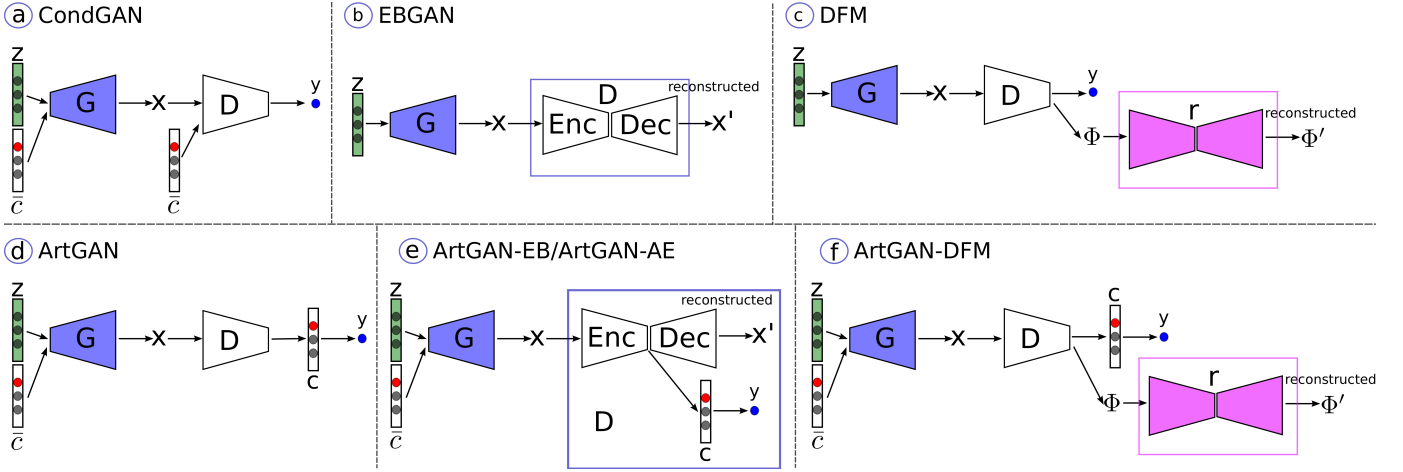 a CondGAN
z
c̅
G
x
c̅
D
y
b EBGAN
z
G
x
D
Enc Dec
reconstructed
x'
c DFM
z
G
x
D
y
Φ
r
reconstructed
Φ′
d ArtGAN
z
c̅
G
x
D
c
y
e ArtGAN-EB/ArtGAN-AE
z
c̅
G
x
reconstructed
Enc Dec
x'
D
c
y
f ArtGAN-DFM
z
c̅
G
x
D
c
y
Φ
r
reconstructed
Φ′